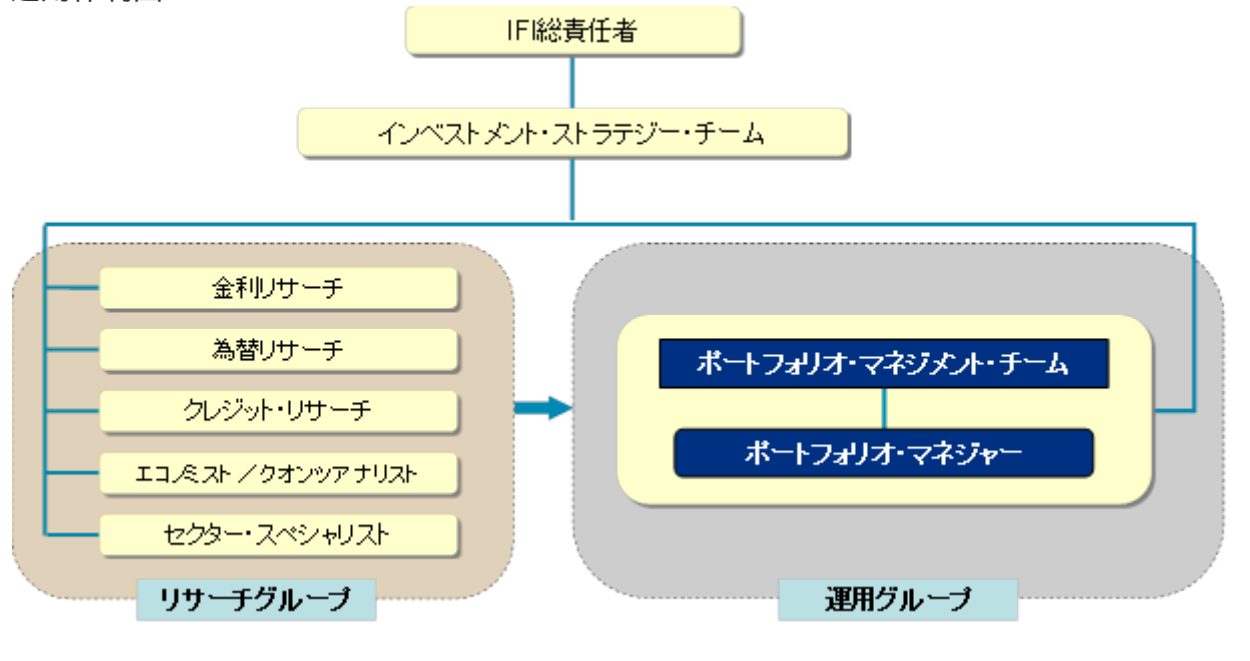 IFI総責任者
インベストメント・ストラテジー・チーム
金利リサーチ
為替リサーチ
クレジット・リサーチ
エコノミスト／クオンツアナリスト
セクター・スペシャリスト
リサーチグループ
ポートフォリオ・マネジメント・チーム
ポートフォリオ・マネジャー
運用グループ